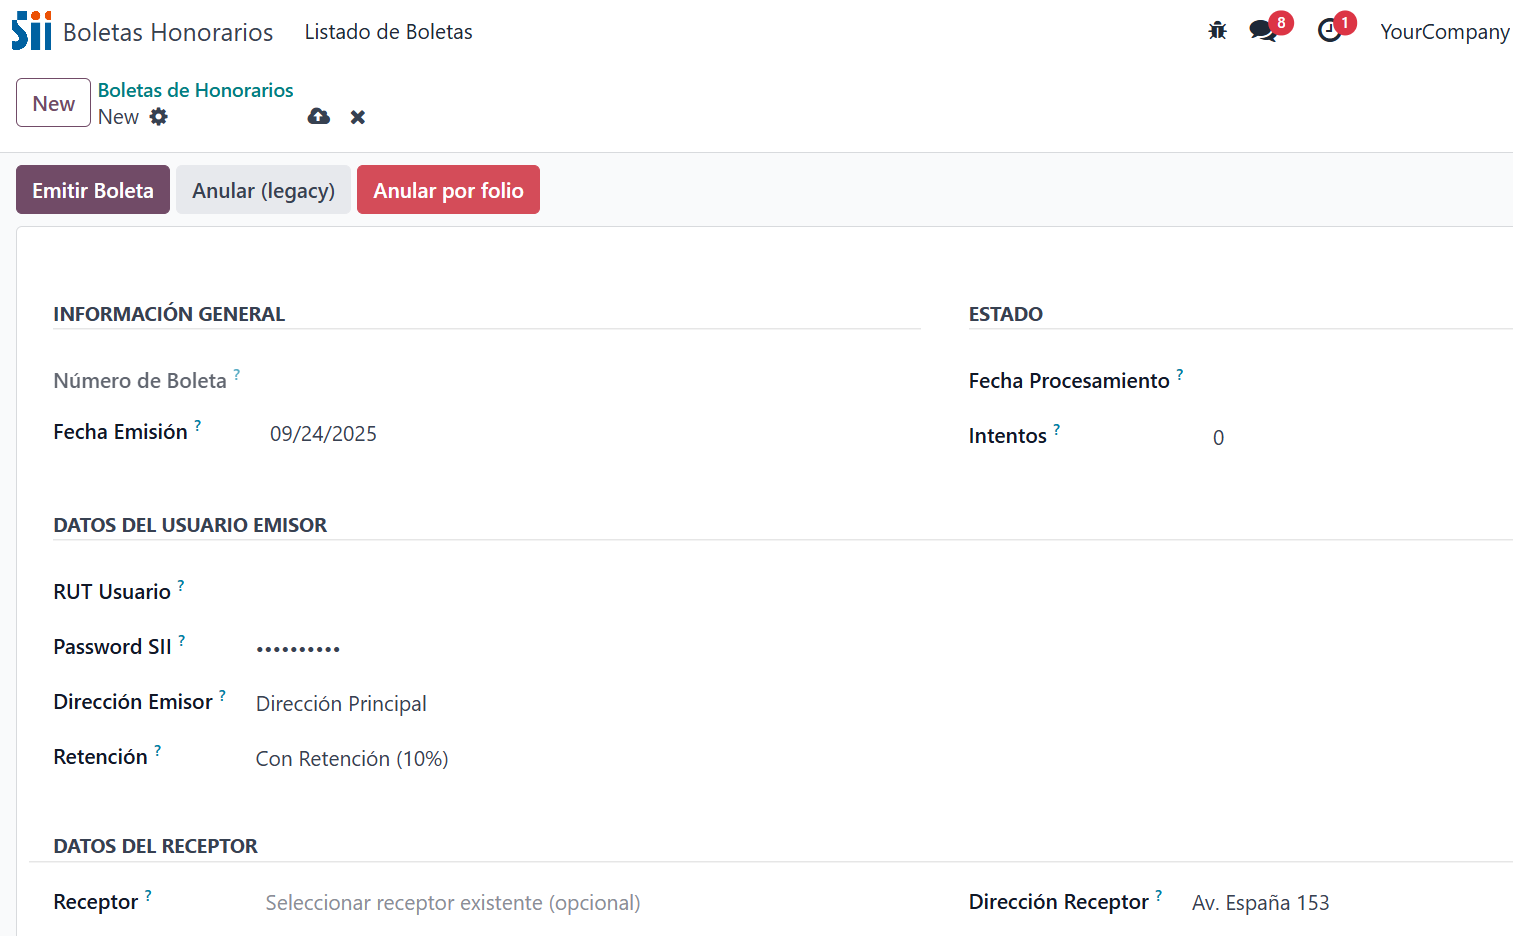 Sii Boletas Honorarios Listado de Boletas 8 1 YourCompany
New Boletas de Honorarios
New
Emitir Boleta Anular (legacy) Anular por folio
INFORMACIÓN GENERAL ESTADO
Número de Boleta ? Fecha Procesamiento ?
Fecha Emisión ? 09/24/2025 Intentos ? 0
DATOS DEL USUARIO EMISOR
RUT Usuario ?
Password SII ? ••••••••••
Dirección Emisor ? Dirección Principal
Retención ? Con Retención (10%)
DATOS DEL RECEPTOR
Receptor ? Seleccionar receptor existente (opcional) Dirección Receptor ? Av. España 153